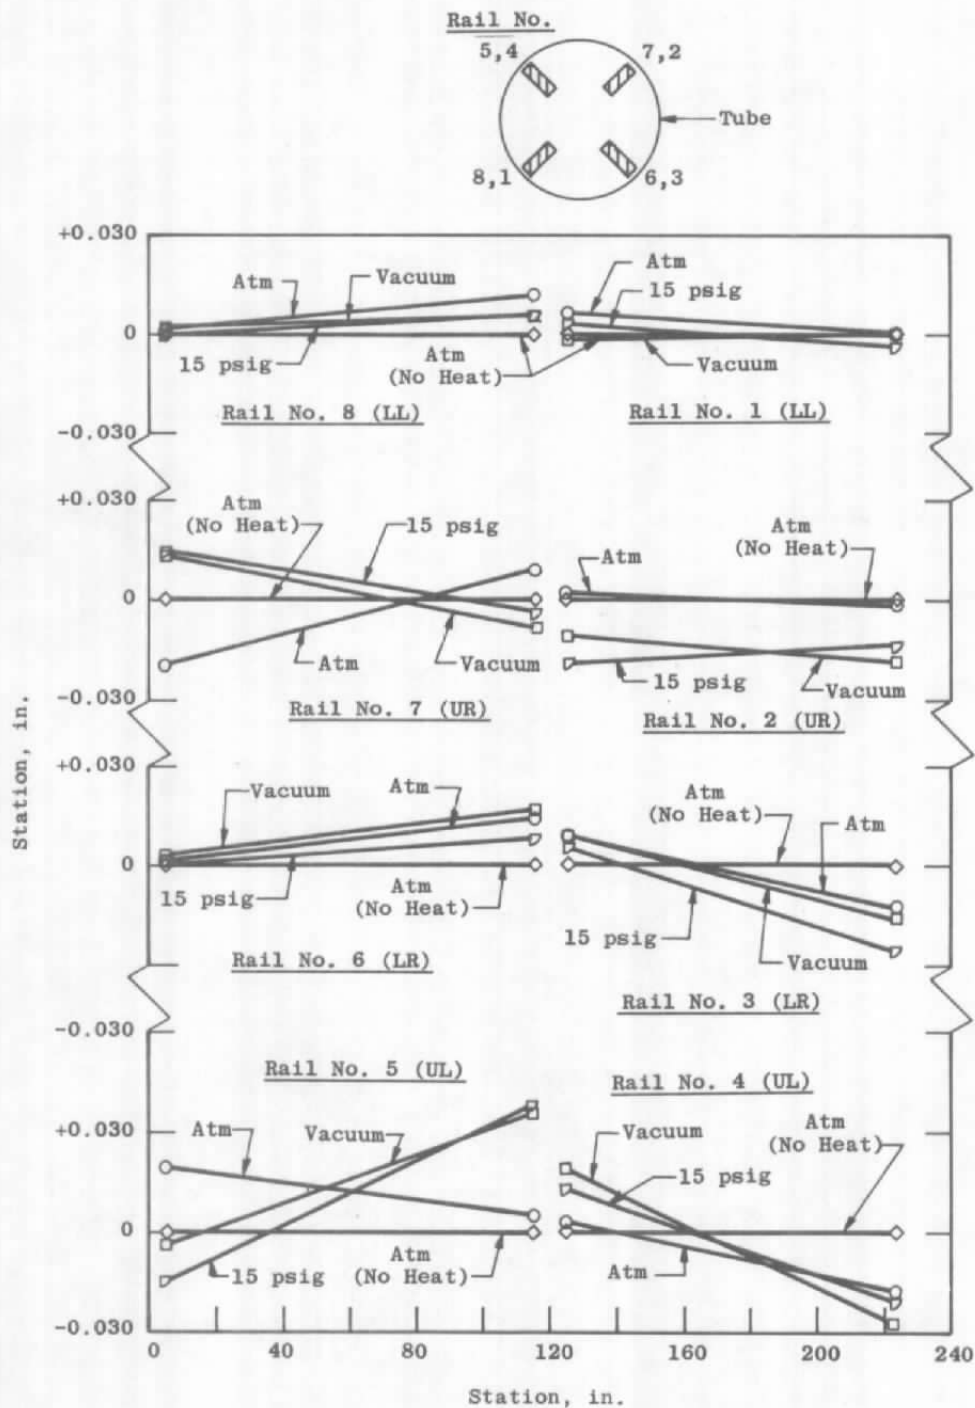 Rail No.
5,4 7,2
Tube
8,1 6,3
+0.030
Atm Vacuum Atm
15 psig
0
15 psig Atm (No Heat) Vacuum
Rail No. 8 (LL) Rail No. 1 (LL)
-0.030
+0.030
Atm (No Heat) 15 psig Atm Atm (No Heat)
0
Atm Vacuum 15 psig Vacuum
-0.030
Rail No. 7 (UR) Rail No. 2 (UR)
Station, in.
+0.030
Vacuum Atm Atm (No Heat) Atm
0
15 psig Atm (No Heat) 15 psig Vacuum
Rail No. 6 (LR) Rail No. 3 (LR)
-0.030
Rail No. 5 (UL) Rail No. 4 (UL)
+0.030
Atm Vacuum Vacuum Atm (No Heat)
15 psig
0
15 psig Atm (No Heat) Atm
-0.030
0 40 80 120 160 200 240
Station, in.